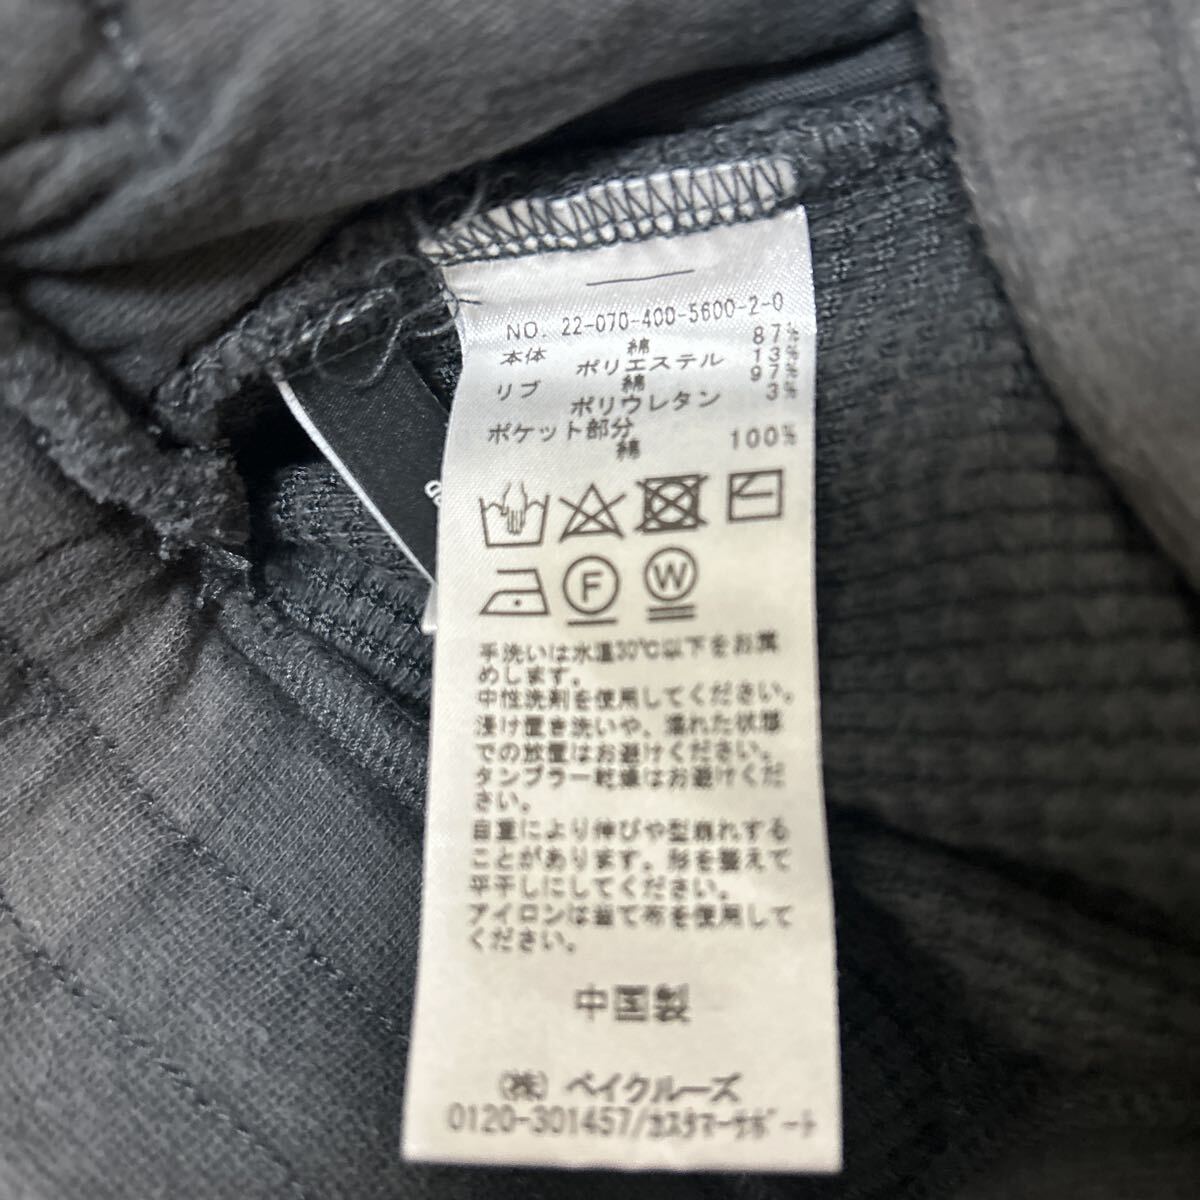 NO. 22-070-400-5600-2-0
本体 綿 87%
ポリエステル 13%
リブ 綿 97%
ポリウレタン 3%
ポケット部分
綿 100%
F W
手洗いは水温30℃以下をお薦
めします。
中性洗剤を使用してください。
浸け置き洗いや、濡れた状態
での放置はお避けください。
タンブラー乾燥はお避けくだ
さい。
自重により伸びや型崩れする
ことがあります。形を整えて
平干しにしてください。
アイロンは当て布を使用して
ください。
中国製
(株) ベイクルーズ
0120-301457/カスタマーサポート